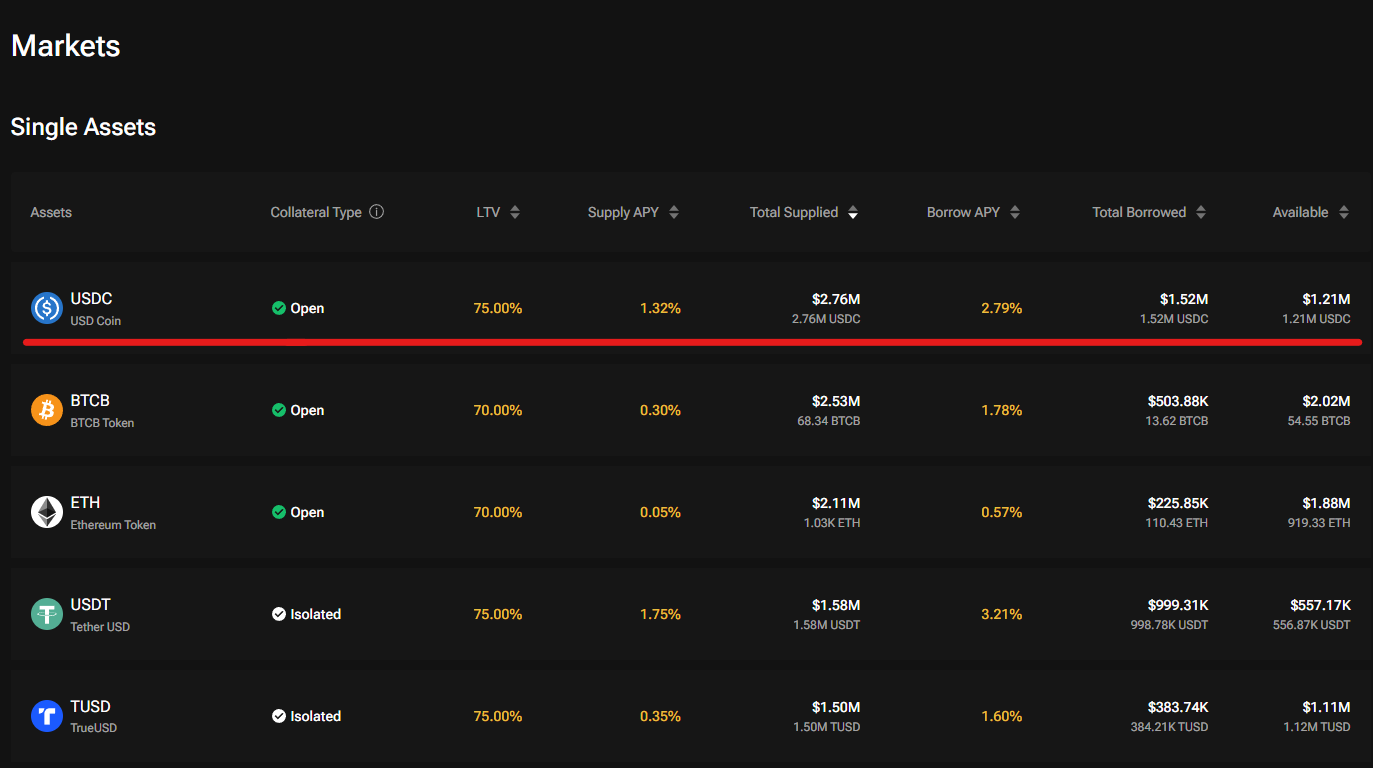 Markets
Single Assets
Assets Collateral Type LTV Supply APY Total Supplied Borrow APY Total Borrowed Available
USDC $2.76M $1.52M $1.21M
Open 75.00% 1.32% 2.79%
USD Coin 2.76M USDC 1.52M USDC 1.21M USDC
BTCB $2.53M $503.88K $2.02M
Open 70.00% 0.30% 1.78%
BTCB Token 68.34 BTCB 13.62 BTCB 54.55 BTCB
ETH $2.11M $225.85K $1.88M
Open 70.00% 0.05% 0.57%
Ethereum Token 1.03K ETH 110.43 ETH 919.33 ETH
USDT $1.58M $999.31K $557.17K
Isolated 75.00% 1.75% 3.21%
Tether USD 1.58M USDT 998.78K USDT 556.87K USDT
TUSD $1.50M $383.74K $1.11M
Isolated 75.00% 0.35% 1.60%
TrueUSD 1.50M TUSD 384.21K TUSD 1.12M TUSD